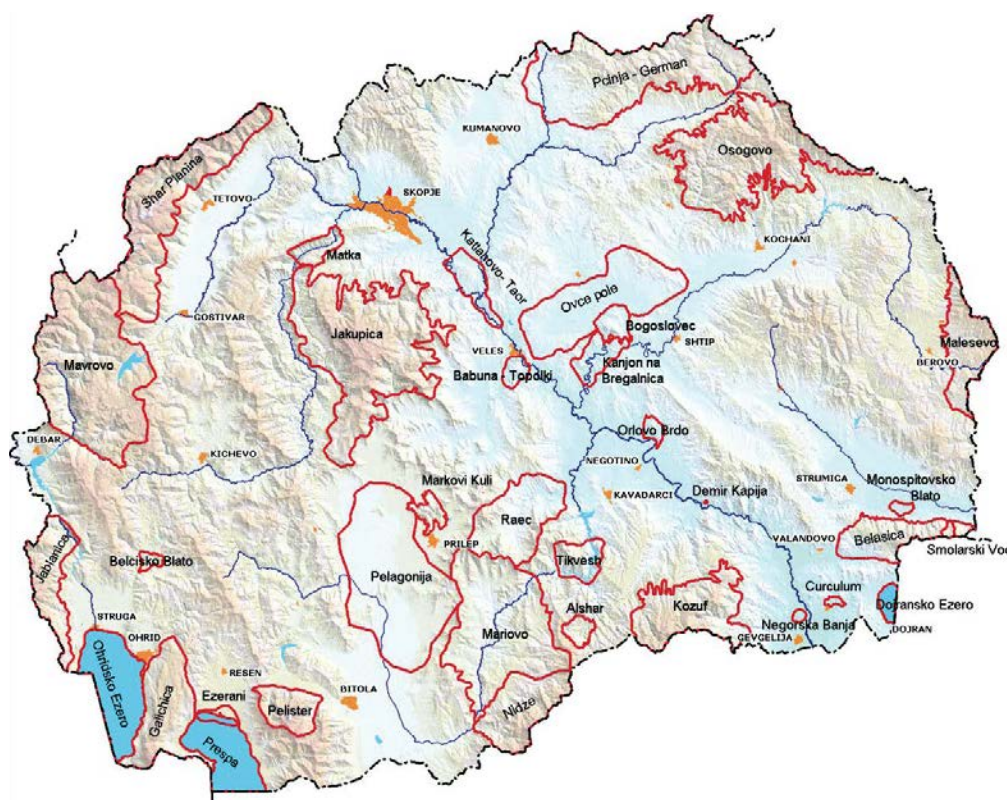 Pcinja - German
KUMANOVO
Osogovo
Shar Planina
TETOVO
SKOPJE
KOCHANI
Matka
Katlanovo- Taor
Ovce pole
GOSTIVAR
Jakupica
Bogoslovec
SHTIP
Malesevo
BEROVO
Mavrovo
VELES
Babuna - Topolki
Kanjon na
Bregalnica
DEBAR
KICHEVO
Orlovo Brdo
NEGOTINO
Markovi Kuli
KAVADARCI
Demir Kapija
STRUMICA
Monospitovsko
Blato
Raec
PRILEP
VALANDOVO
Belasica
Smolarski Vod
Jablanica
Belcisko Blato
Pelagonija
Tikvesh
STRUGA
Alshar
Kozuf
Curculum
Dojransko Ezero
OHRID
Mariovo
Negorska Banja
GEVGELIJA
DOJRAN
Ohridsko Ezero
Galichica
RESEN
Ezerani
Pelister
BITOLA
Nidze
Prespa